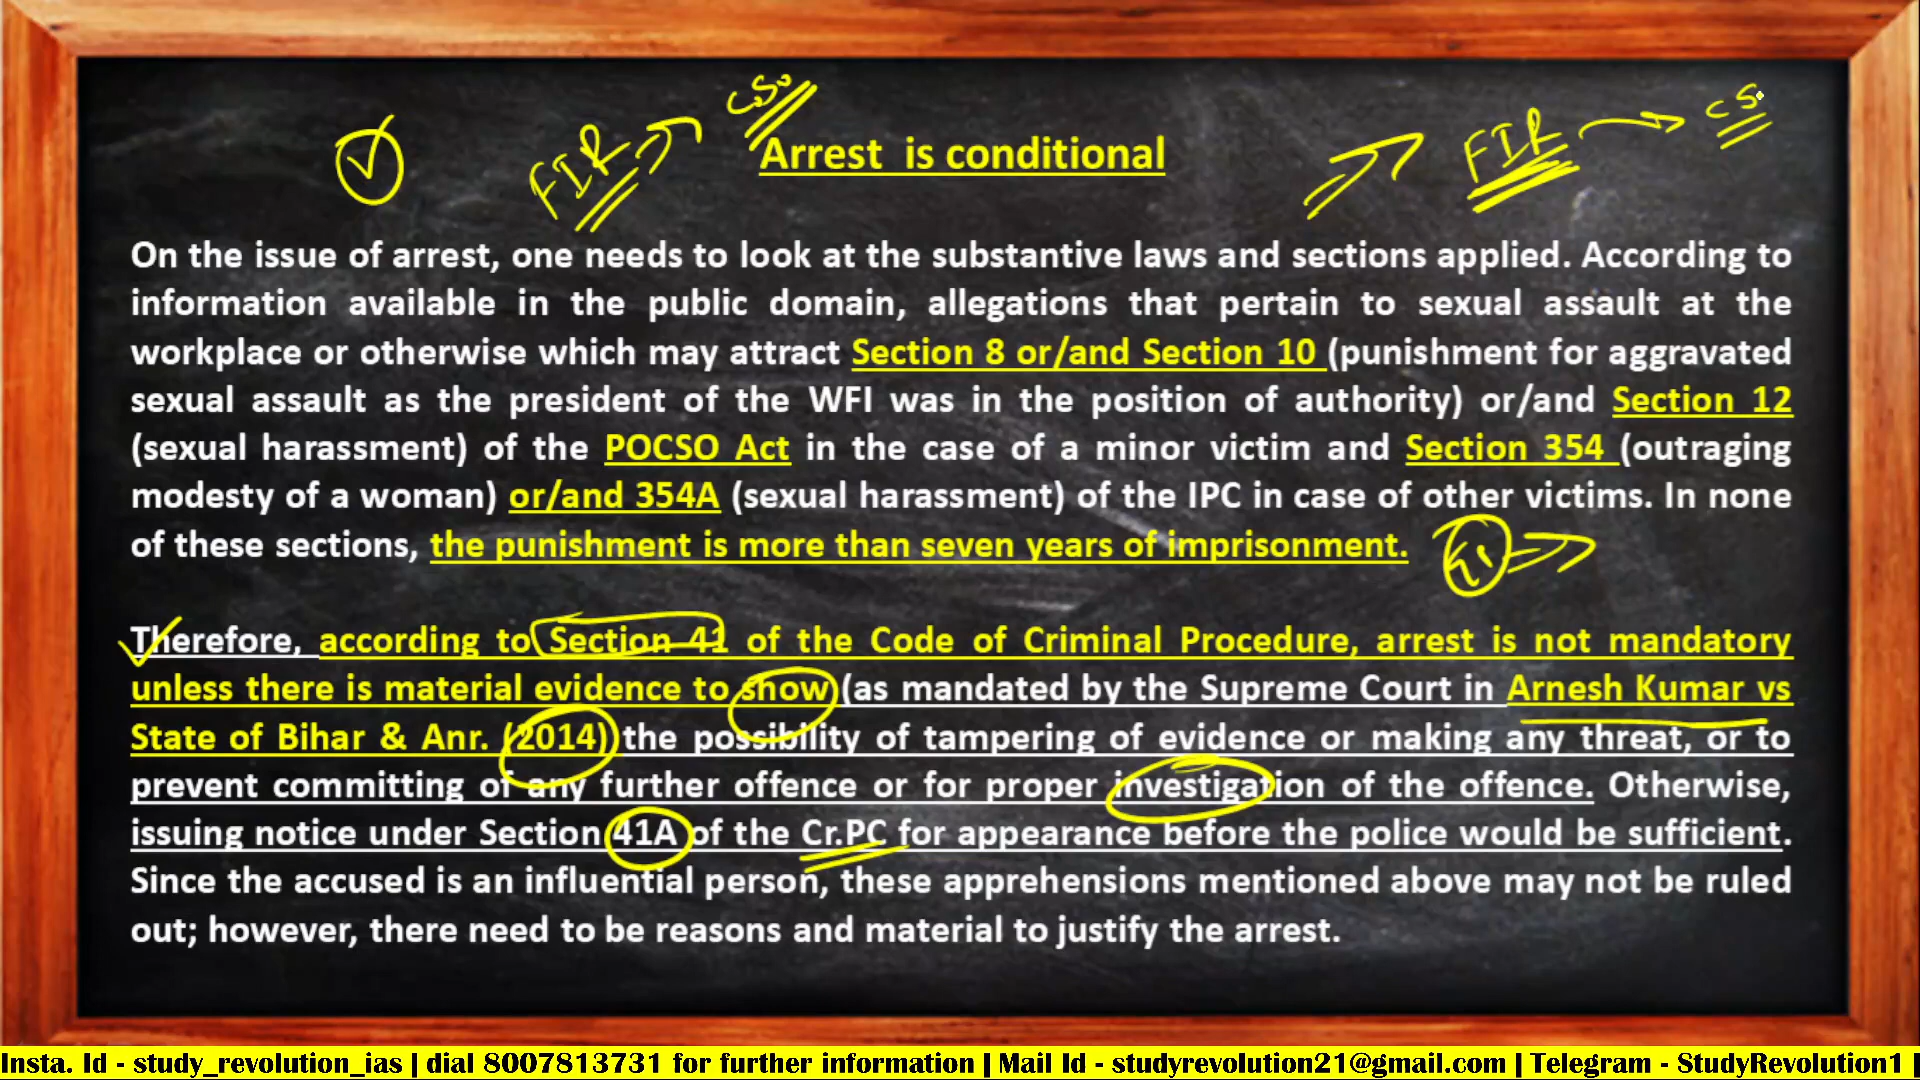 C.S.
FIR
FIR
CS
Arrest is conditional
On the issue of arrest, one needs to look at the substantive laws and sections applied. According to
information available in the public domain, allegations that pertain to sexual assault at the
workplace or otherwise which may attract Section 8 or/and Section 10 (punishment for aggravated
sexual assault as the president of the WFI was in the position of authority) or/and Section 12
(sexual harassment) of the POCSO Act in the case of a minor victim and Section 354 (outraging
modesty of a woman) or/and 354A (sexual harassment) of the IPC in case of other victims. In none
of these sections, the punishment is more than seven years of imprisonment.
Therefore, according to Section 41 of the Code of Criminal Procedure, arrest is not mandatory
unless there is material evidence to show (as mandated by the Supreme Court in Arnesh Kumar vs
State of Bihar & Anr. (2014) the possibility of tampering of evidence or making any threat, or to
prevent committing of any further offence or for proper investigation of the offence. Otherwise,
issuing notice under Section 41A of the Cr.PC for appearance before the police would be sufficient.
Since the accused is an influential person, these apprehensions mentioned above may not be ruled
out; however, there need to be reasons and material to justify the arrest.
Insta. Id - study_revolution_ias | dial 8007813731 for further information | Mail Id - studyrevolution21@gmail.com | Telegram - StudyRevolution1 |